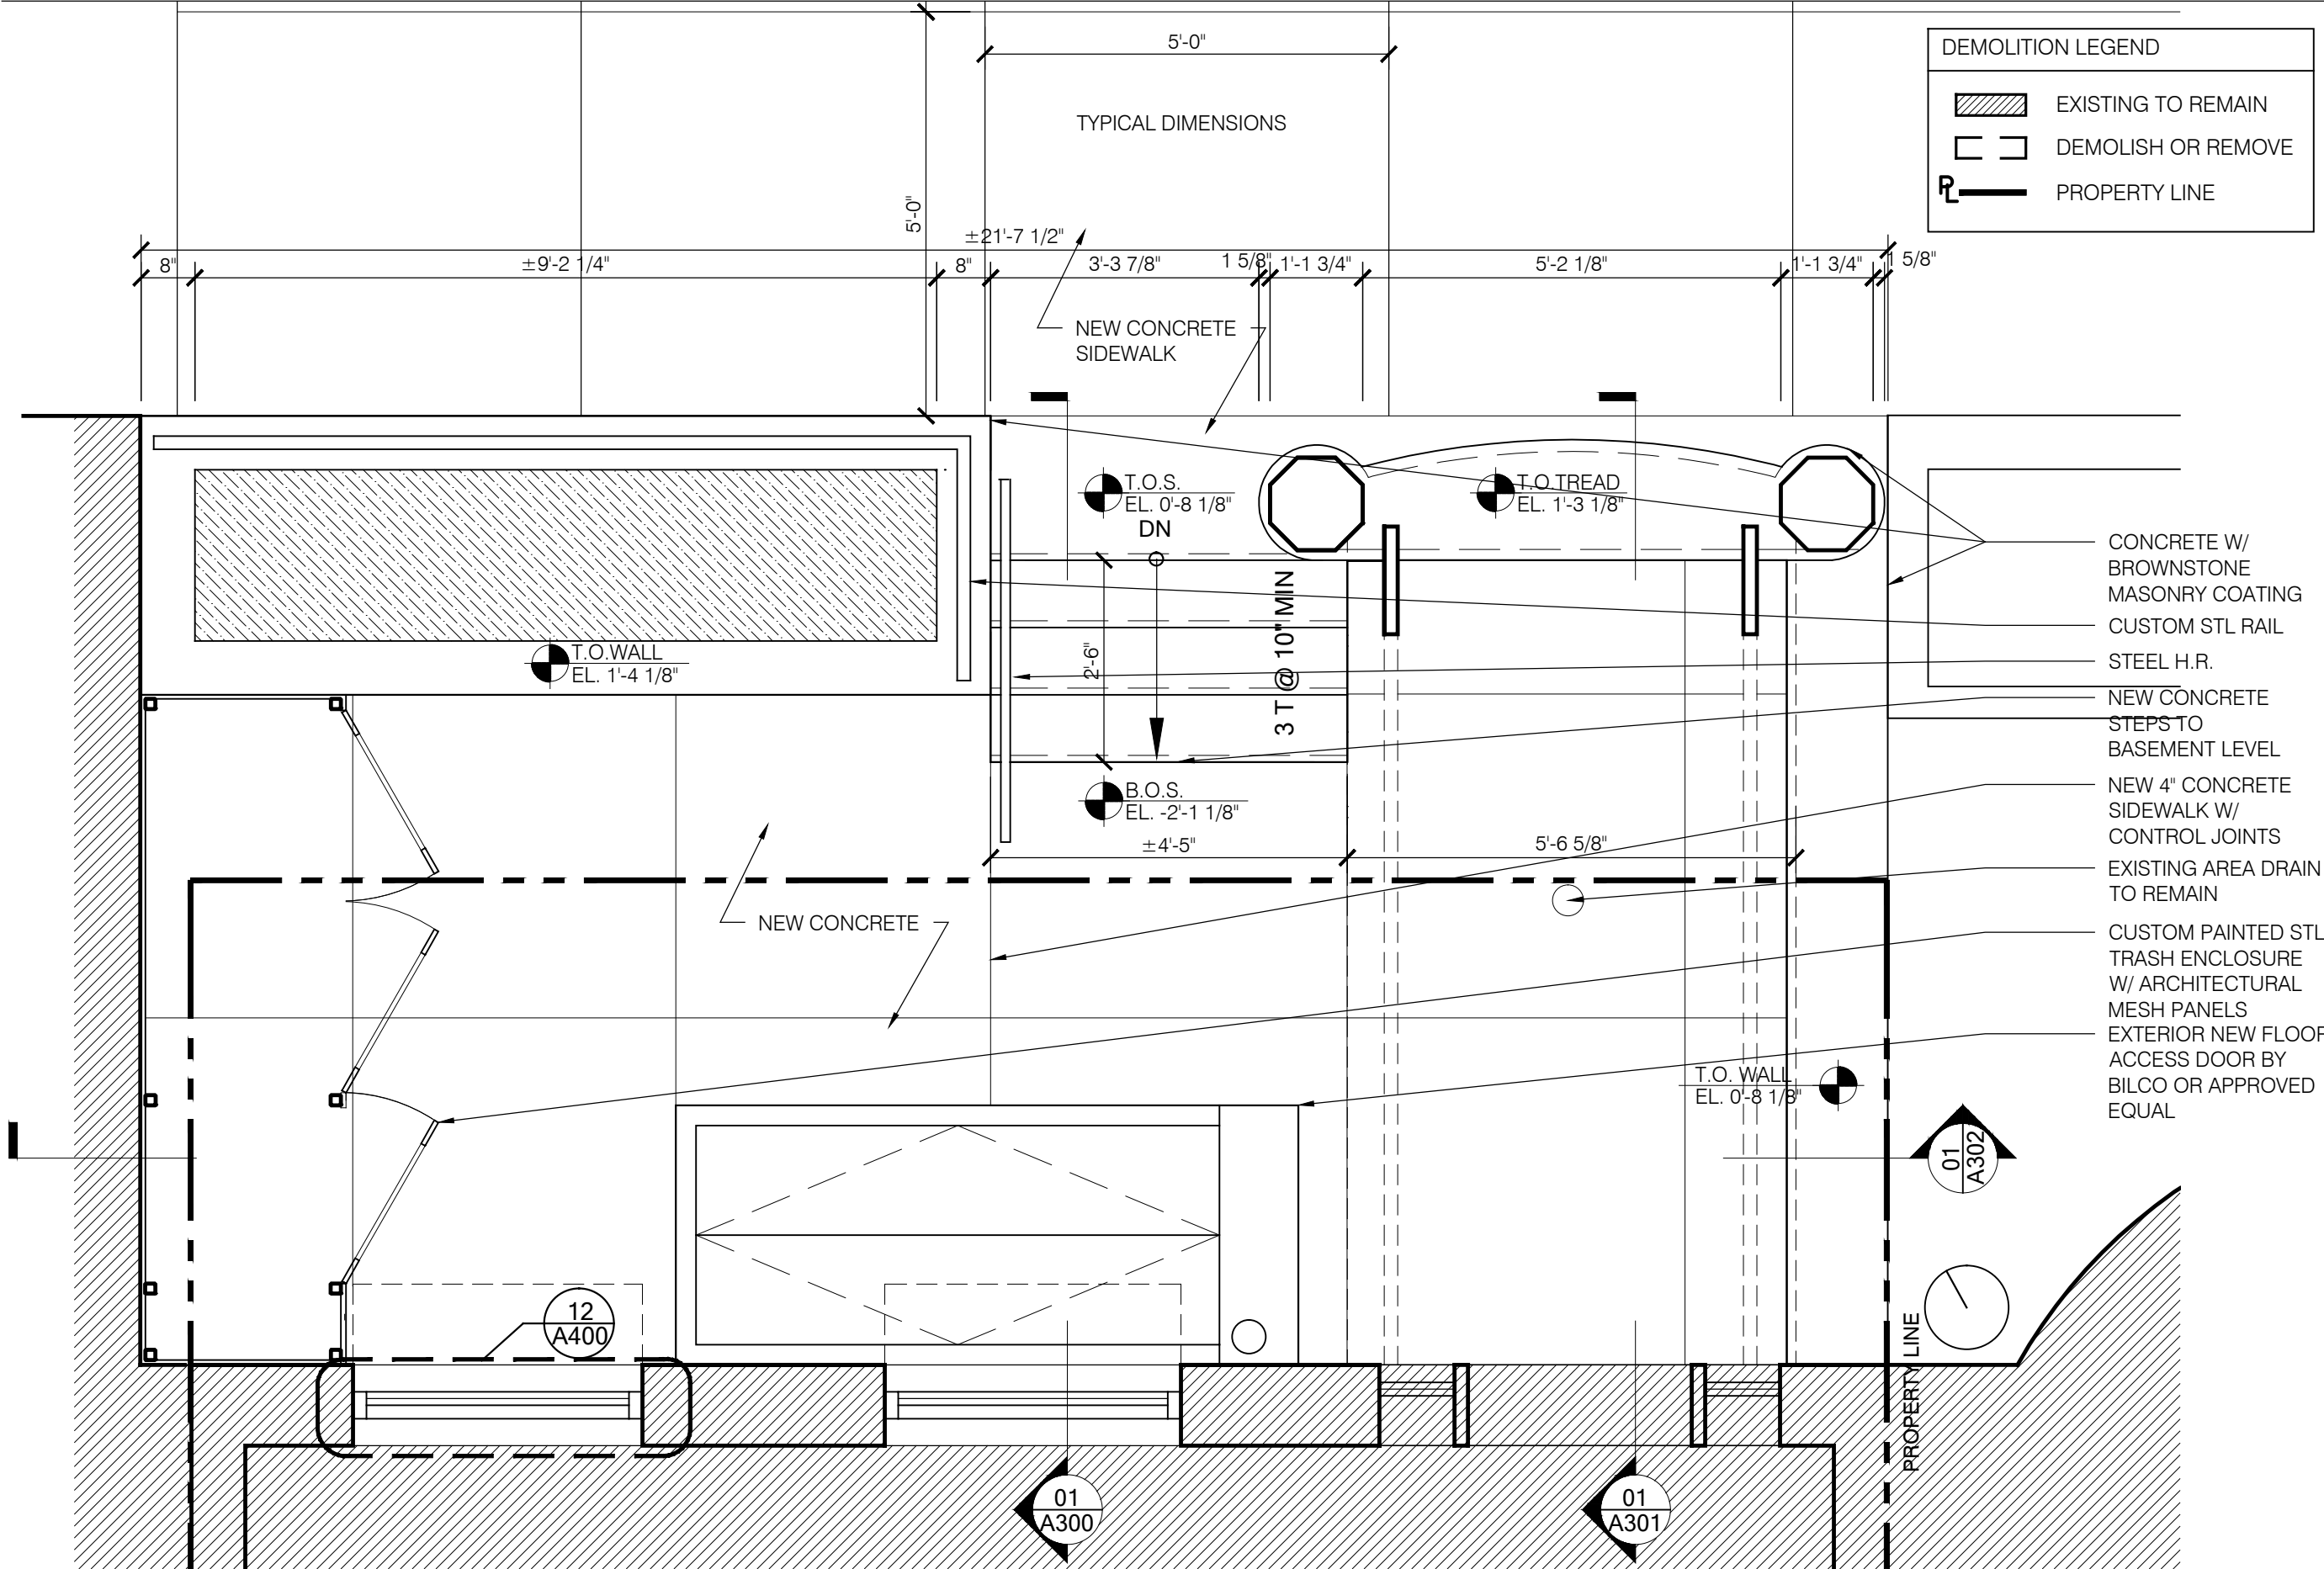 5'-0"
DEMOLITION LEGEND
EXISTING TO REMAIN
DEMOLISH OR REMOVE
PL PROPERTY LINE
TYPICAL DIMENSIONS
5'-0"
±21'-7 1/2"
8" ±9'-2 1/4" 8" 3'-3 7/8" 1 5/8" 1'-1 3/4" 5'-2 1/8" 1'-1 3/4" 1 5/8"
NEW CONCRETE
SIDEWALK
T.O.S.
EL. 0'-8 1/8"
DN
T.O.TREAD
EL. 1'-3 1/8"
T.O.WALL
EL. 1'-4 1/8"
2'-6"
3 T @ 10" MIN
B.O.S.
EL. -2'-1 1/8"
±4'-5"
5'-6 5/8"
NEW CONCRETE
CONCRETE W/
BROWNSTONE
MASONRY COATING
CUSTOM STL RAIL
STEEL H.R.
NEW CONCRETE
STEPS TO
BASEMENT LEVEL
NEW 4" CONCRETE
SIDEWALK W/
CONTROL JOINTS
EXISTING AREA DRAIN
TO REMAIN
CUSTOM PAINTED STL
TRASH ENCLOSURE
W/ ARCHITECTURAL
MESH PANELS
EXTERIOR NEW FLOOR
ACCESS DOOR BY
BILCO OR APPROVED
EQUAL
T.O. WALL
EL. 0'-8 1/8"
01
A302
12
A400
PROPERTY LINE
01
A300
01
A301